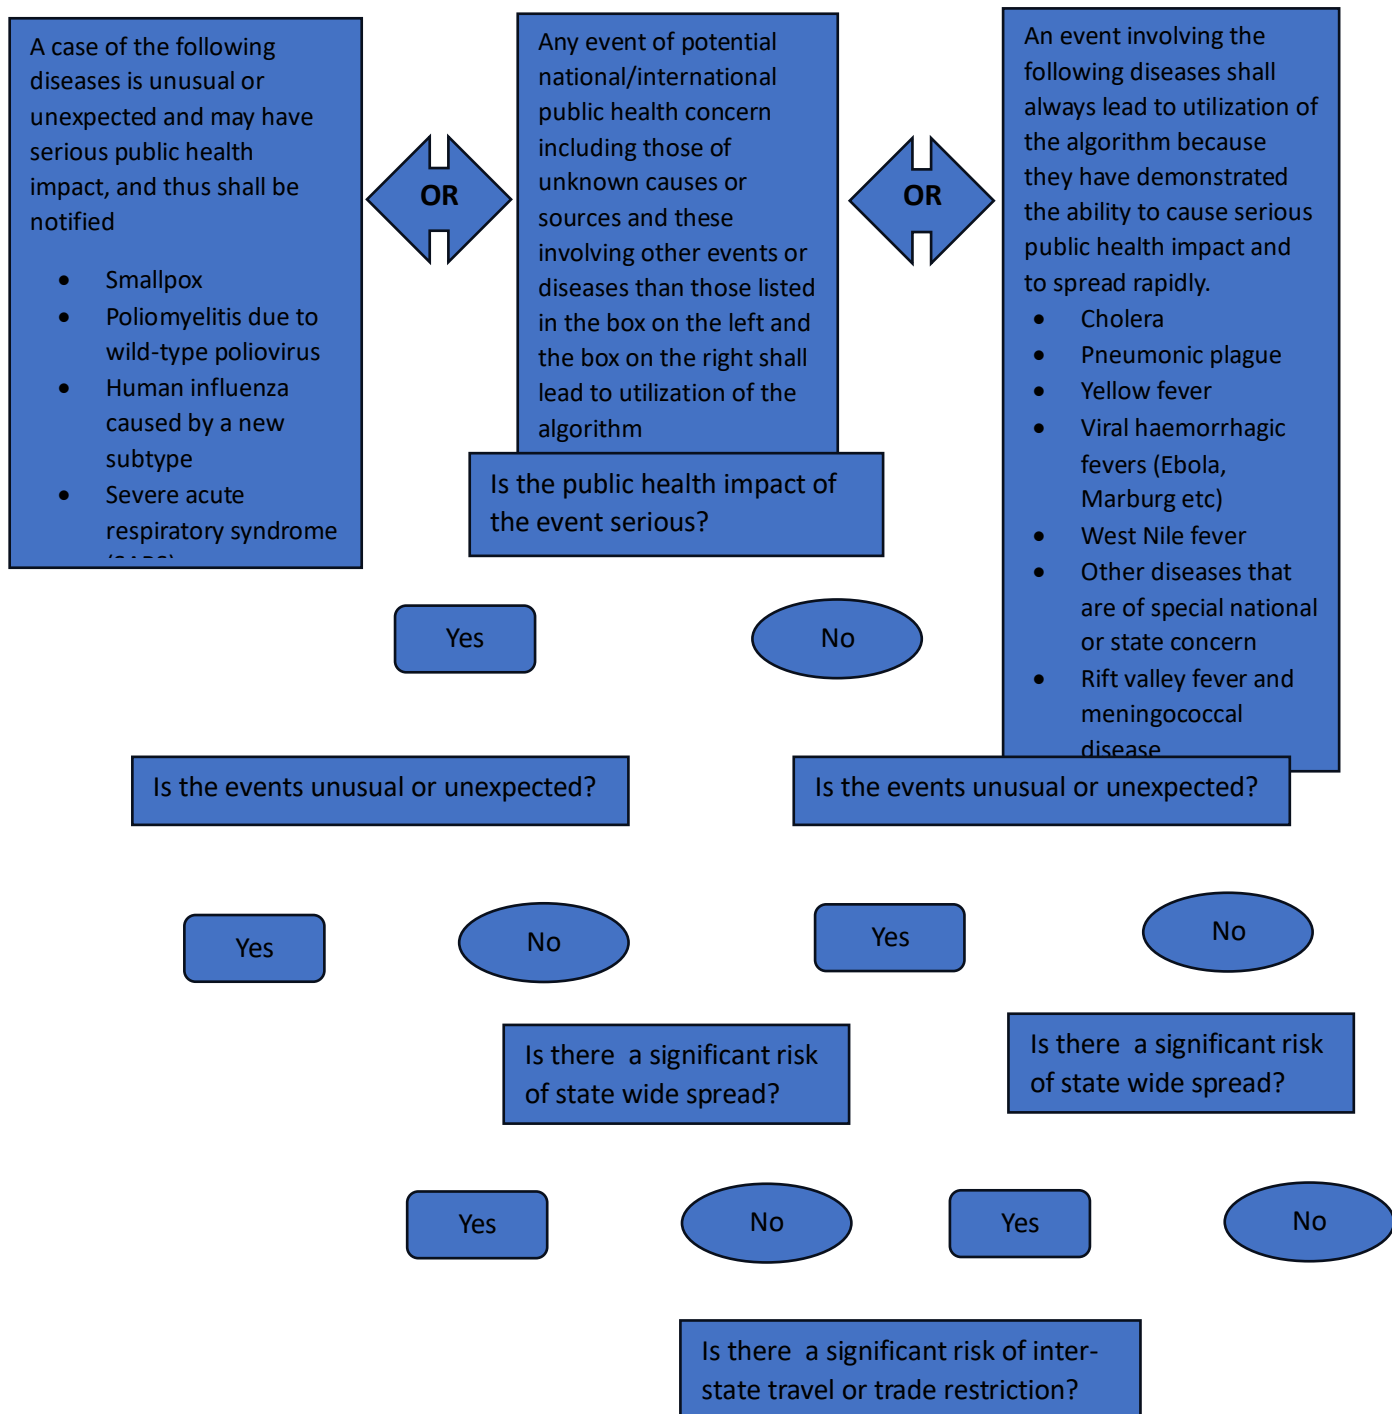 A case of the following
diseases is unusual or
unexpected and may have
serious public health
impact, and thus shall be
notified
• Smallpox
• Poliomyelitis due to
wild-type poliovirus
• Human influenza
caused by a new
subtype
• Severe acute
respiratory syndrome
OR
Any event of potential
national/international
public health concern
including those of
unknown causes or
sources and these
involving other events or
diseases than those listed
in the box on the left and
the box on the right shall
lead to utilization of the
algorithm
OR
An event involving the
following diseases shall
always lead to utilization of
the algorithm because
they have demonstrated
the ability to cause serious
public health impact and
to spread rapidly.
• Cholera
• Pneumonic plague
• Yellow fever
• Viral haemorrhagic
fevers (Ebola,
Marburg etc)
• West Nile fever
• Other diseases that
are of special national
or state concern
• Rift valley fever and
meningococcal
disease
Is the public health impact of
the event serious?
Yes
No
Is the events unusual or unexpected?
Is the events unusual or unexpected?
Yes
No
Yes
No
Is there a significant risk
of state wide spread?
Is there a significant risk
of state wide spread?
Yes
No
Yes
No
Is there a significant risk of inter-
state travel or trade restriction?